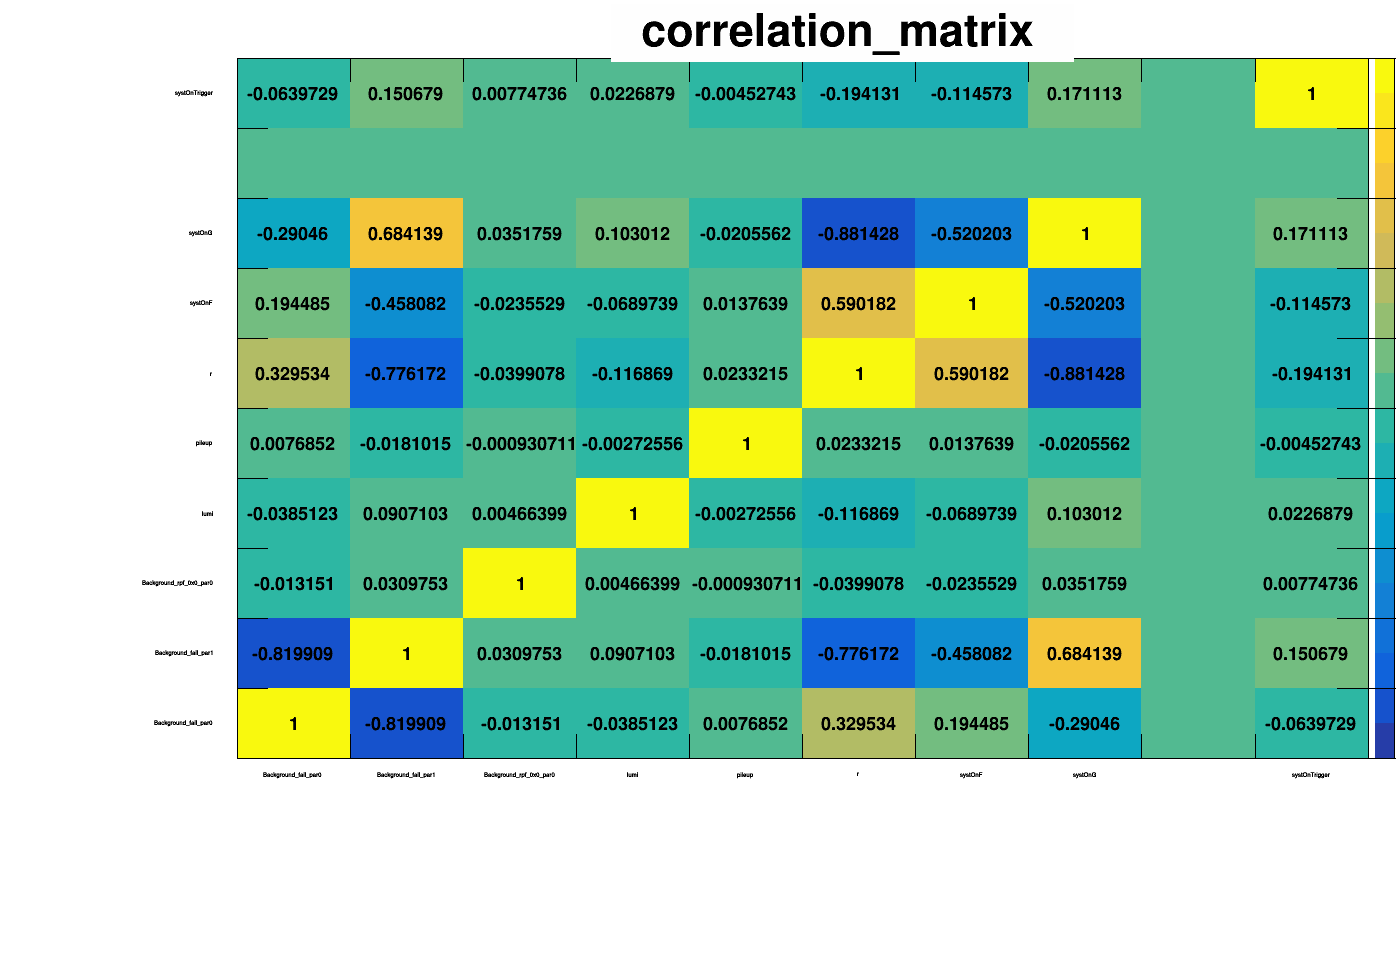 correlation_matrix
systOnTrigger -0.0639729 0.150679 0.00774736 0.0226879 -0.00452743 -0.194131 -0.114573 0.171113 1
systOnG -0.29046 0.684139 0.0351759 0.103012 -0.0205562 -0.881428 -0.520203 1 0.171113
systOnF 0.194485 -0.458082 -0.0235529 -0.0689739 0.0137639 0.590182 1 -0.520203 -0.114573
r 0.329534 -0.776172 -0.0399078 -0.116869 0.0233215 1 0.590182 -0.881428 -0.194131
pileup 0.0076852 -0.0181015 -0.000930711 -0.00272556 1 0.0233215 0.0137639 -0.0205562 -0.00452743
lumi -0.0385123 0.0907103 0.00466399 1 -0.00272556 -0.116869 -0.0689739 0.103012 0.0226879
Background_rpf_0x0_par0 -0.013151 0.0309753 1 0.00466399 -0.000930711 -0.0399078 -0.0235529 0.0351759 0.00774736
Background_fail_par1 -0.819909 1 0.0309753 0.0907103 -0.0181015 -0.776172 -0.458082 0.684139 0.150679
Background_fail_par0 1 -0.819909 -0.013151 -0.0385123 0.0076852 0.329534 0.194485 -0.29046 -0.0639729
Background_fail_par0 Background_fail_par1 Background_rpf_0x0_par0 lumi pileup r systOnF systOnG systOnTrigger